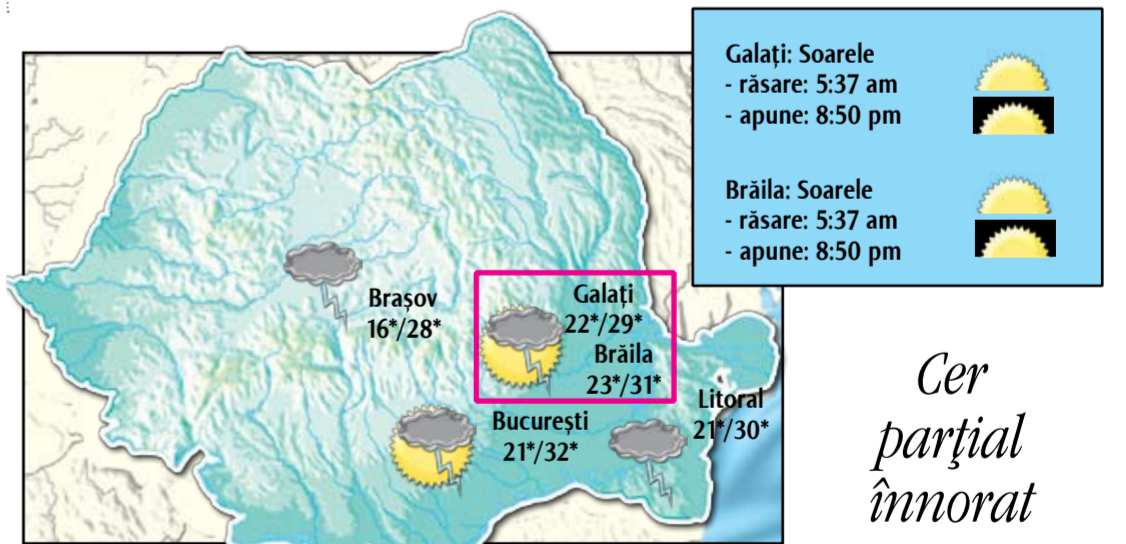 Galați: Soarele
- răsare: 5:37 am
- apune: 8:50 pm
Brăila: Soarele
- răsare: 5:37 am
- apune: 8:50 pm
Brașov
16*/28*
Galați
22*/29*
Brăila
23*/31*
București
21*/32*
Litoral
21*/30*
Cer
parţial
înnorat